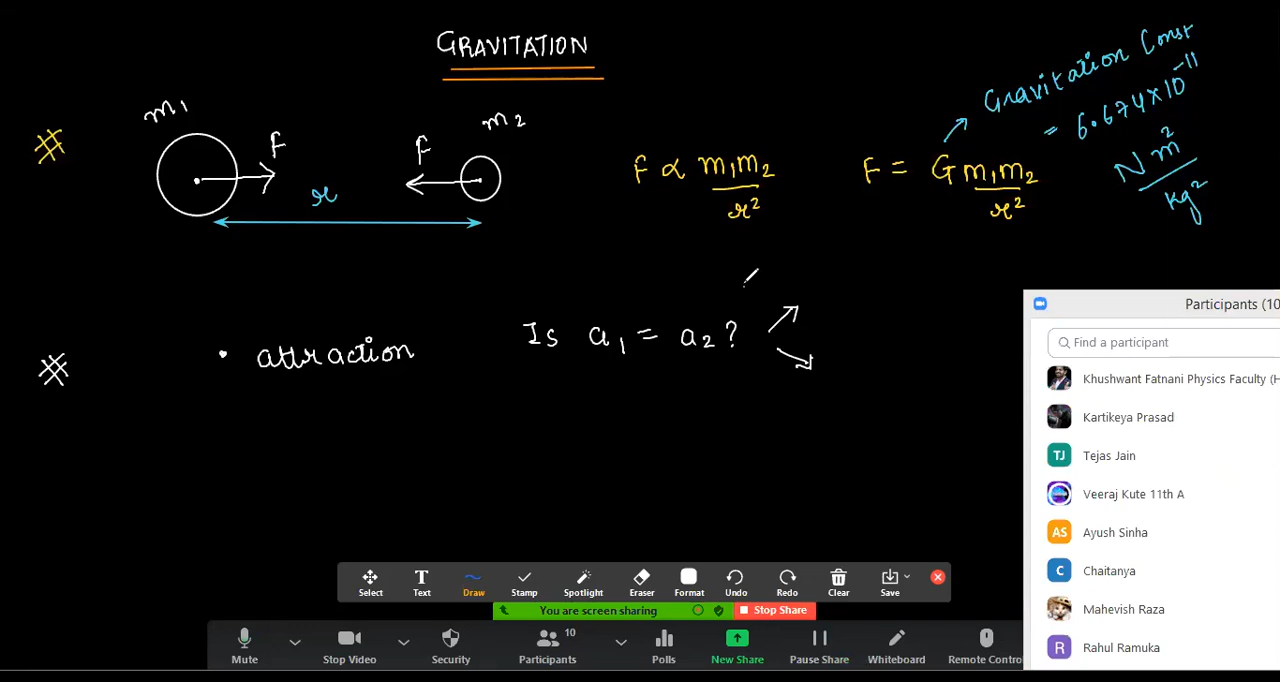 GRAVITATION
Gravitation Const
= 6.674×10⁻¹¹
N m²
kg²
m₁
m₂
F
F
r
F ∝ m₁m₂
r²
F = G m₁m₂
r²
• attraction
Is a₁ = a₂ ?
Participants (10
Find a participant
Khushwant Fatnani Physics Faculty (H
Kartikeya Prasad
TJ Tejas Jain
Veeraj Kute 11th A
AS Ayush Sinha
C Chaitanya
Mahevish Raza
R Rahul Ramuka
Select Text Draw Stamp Spotlight Eraser Format Undo Redo Clear Save
You are screen sharing Stop Share
10
Mute Stop Video Security Participants Polls New Share Pause Share Whiteboard Remote Contro